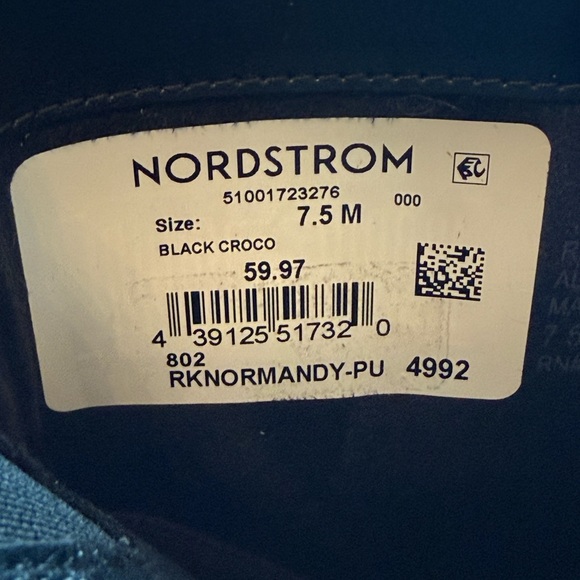 NORDSTROM
51001723276 000
Size: 7.5 M
BLACK CROCO
59.97
4 39125 51732 0
802
RKNORMANDY-PU 4992